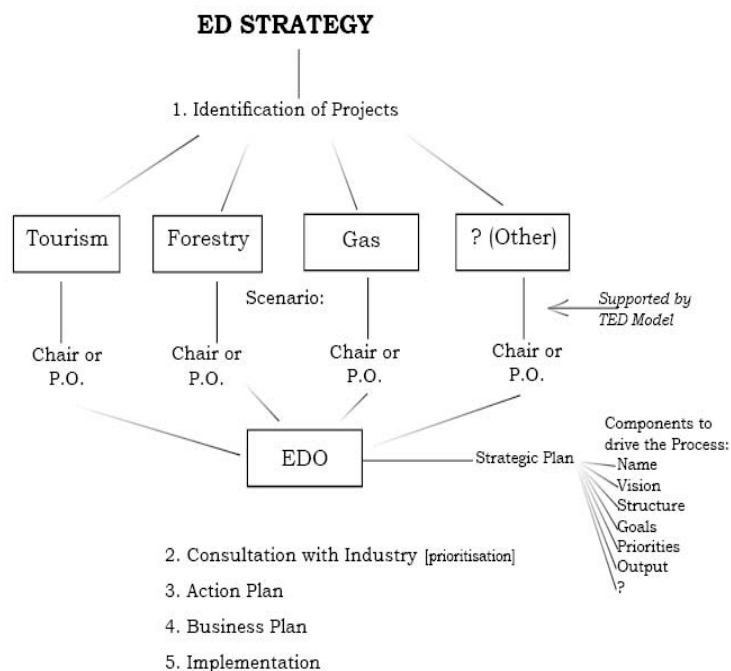 ED STRATEGY
1. Identification of Projects
Tourism
Forestry
Gas
? (Other)
Scenario:
Supported by
TED Model
Chair or
P.O.
Chair or
P.O.
Chair or
P.O.
Chair or
P.O.
EDO
Strategic Plan
Components to
drive the Process:
Name
Vision
Structure
Goals
Priorities
Output
?
2. Consultation with Industry [prioritisation]
3. Action Plan
4. Business Plan
5. Implementation